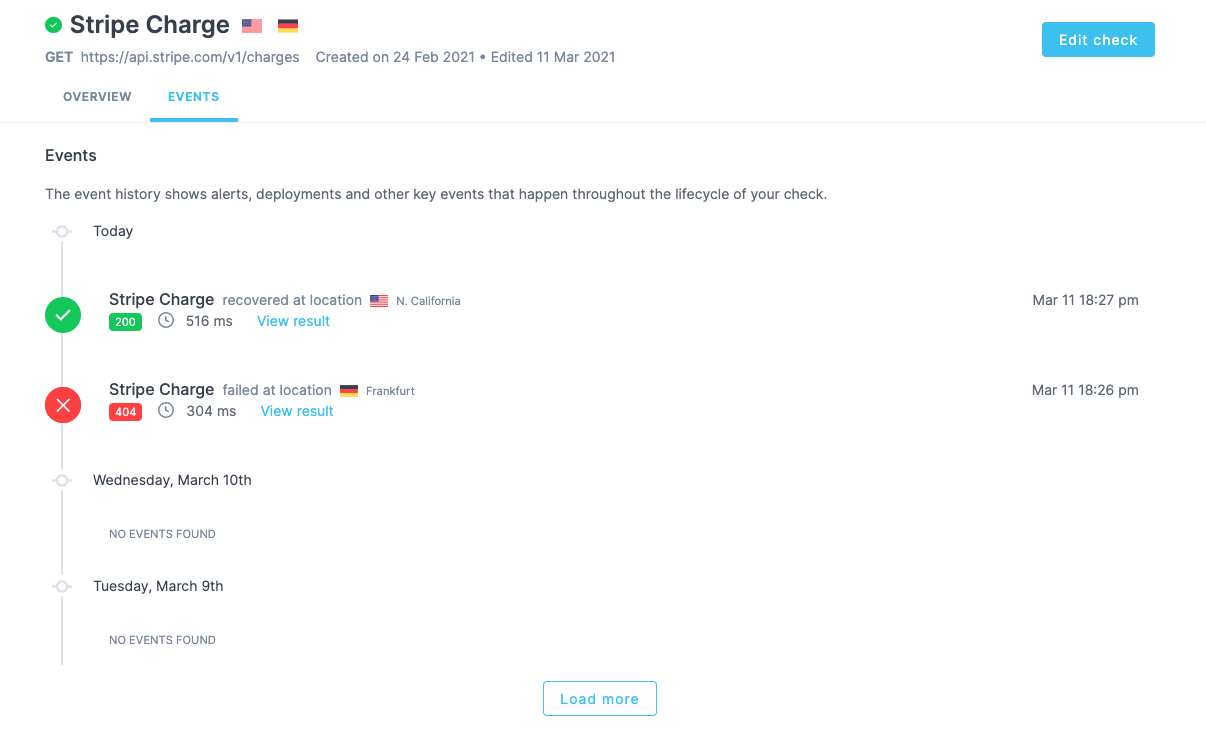 Stripe Charge
Edit check
GET https://api.stripe.com/v1/charges Created on 24 Feb 2021 • Edited 11 Mar 2021
OVERVIEW EVENTS
Events
The event history shows alerts, deployments and other key events that happen throughout the lifecycle of your check.
Today
Stripe Charge recovered at location N. California Mar 11 18:27 pm
200 516 ms View result
Stripe Charge failed at location Frankfurt Mar 11 18:26 pm
404 304 ms View result
Wednesday, March 10th
NO EVENTS FOUND
Tuesday, March 9th
NO EVENTS FOUND
Load more